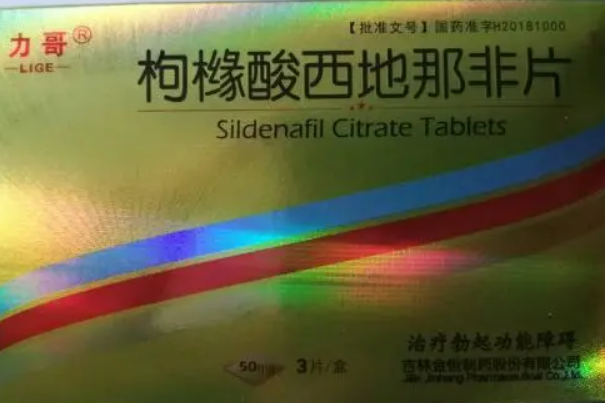 【批准文号】国药准字H20181000
力哥®
LIGE
枸橼酸西地那非片
Sildenafil Citrate Tablets
治疗勃起功能障碍
50mg 3片/盒
吉林金恒制药股份有限公司
Jilin Jinheng Pharmaceutical Co.,Ltd.